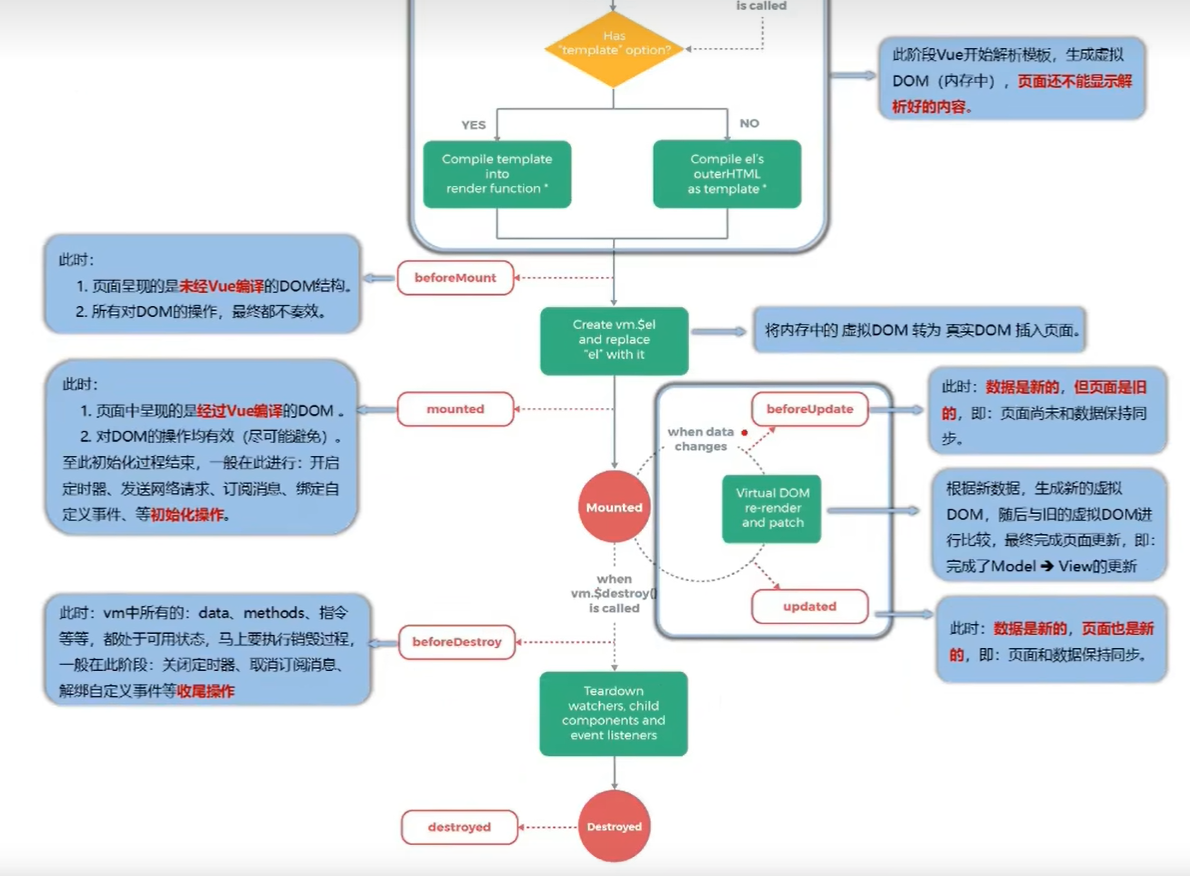 is called
Has
"template" option?
此阶段Vue开始解析模板，生成虚拟
DOM（内存中），页面还不能显示解
析好的内容。
YES
NO
Compile template
into
render function *
Compile el's
outerHTML
as template *
此时：
1. 页面呈现的是未经Vue编译的DOM结构。
2. 所有对DOM的操作，最终都不奏效。
beforeMount
Create vm.$el
and replace
"el" with it
将内存中的 虚拟DOM 转为 真实DOM 插入页面。
此时：
1. 页面中呈现的是经过Vue编译的DOM 。
2. 对DOM的操作均有效（尽可能避免）。
至此初始化过程结束，一般在此进行：开启
定时器、发送网络请求、订阅消息、绑定自
定义事件、等初始化操作。
mounted
beforeUpdate
此时：数据是新的，但页面是旧
的，即：页面尚未和数据保持同
步。
when data
changes
Mounted
Virtual DOM
re-render
and patch
根据新数据，生成新的虚拟
DOM，随后与旧的虚拟DOM进
行比较，最终完成页面更新，即：
完成了Model ➔ View的更新
when
vm.$destroy()
is called
updated
此时：数据是新的，页面也是新
的，即：页面和数据保持同步。
此时：vm中所有的：data、methods、指令
等等，都处于可用状态，马上要执行销毁过程，
一般在此阶段：关闭定时器、取消订阅消息、
解绑自定义事件等收尾操作
beforeDestroy
Teardown
watchers, child
components and
event listeners
destroyed
Destroyed